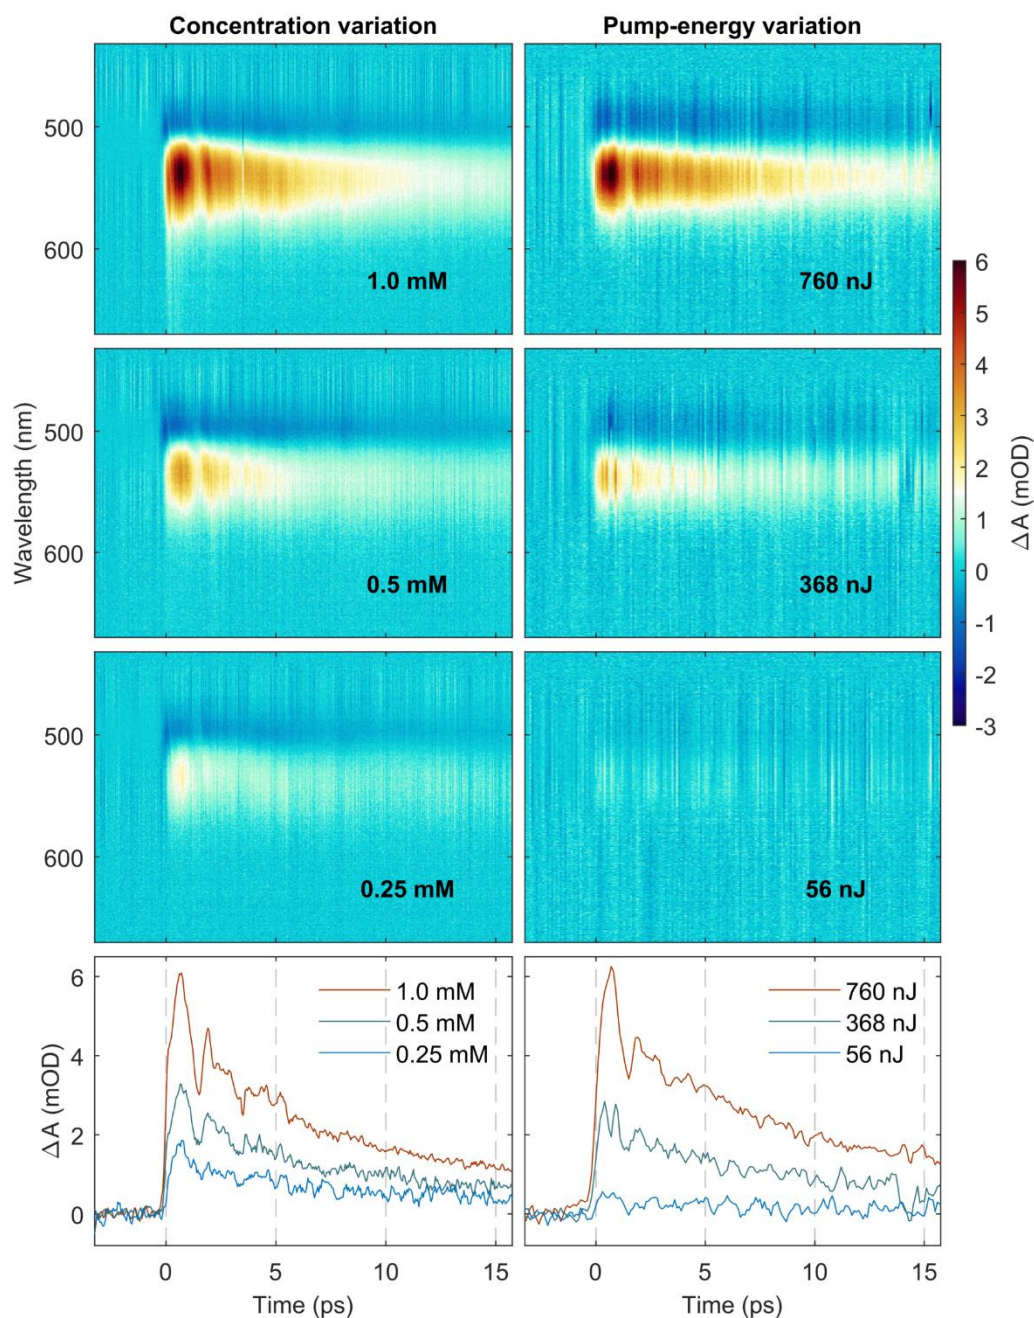 Concentration variation
Pump-energy variation
500
600
1.0 mM
760 nJ
500
600
0.5 mM
368 nJ
500
600
0.25 mM
56 nJ
Wavelength (nm)
6
5
4
3
2
1
0
-1
-2
-3
ΔA (mOD)
6
4
2
0
ΔA (mOD)
1.0 mM
0.5 mM
0.25 mM
760 nJ
368 nJ
56 nJ
0 5 10 15
0 5 10 15
Time (ps)
Time (ps)